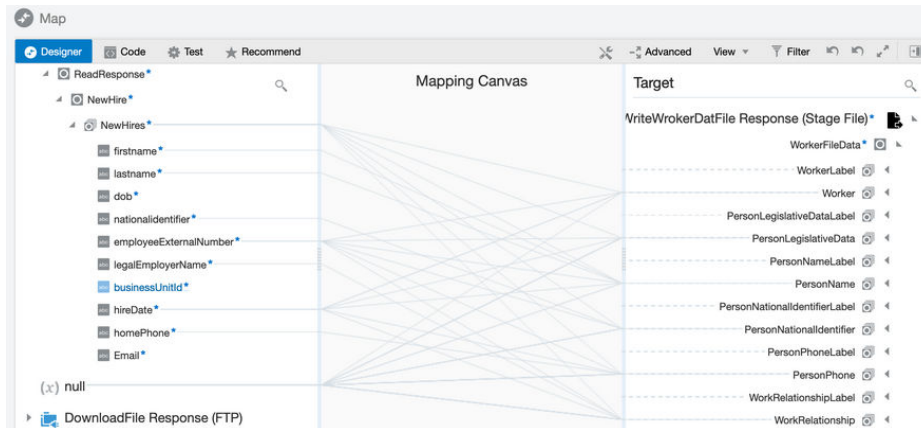 Map
Designer Code Test Recommend Advanced View Filter
ReadResponse*
NewHire*
NewHires*
firstname*
lastname*
dob*
nationalidentifier*
employeeExternalNumber*
legalEmployerName*
businessUnitId*
hireDate*
homePhone*
Email*
(x) null
DownloadFile Response (FTP)
Mapping Canvas
Target
WriteWrokerDatFile Response (Stage File)*
WorkerFileData*
WorkerLabel
Worker
PersonLegislativeDataLabel
PersonLegislativeData
PersonNameLabel
PersonName
PersonNationalIdentifierLabel
PersonNationalIdentifier
PersonPhoneLabel
PersonPhone
WorkRelationshipLabel
WorkRelationship